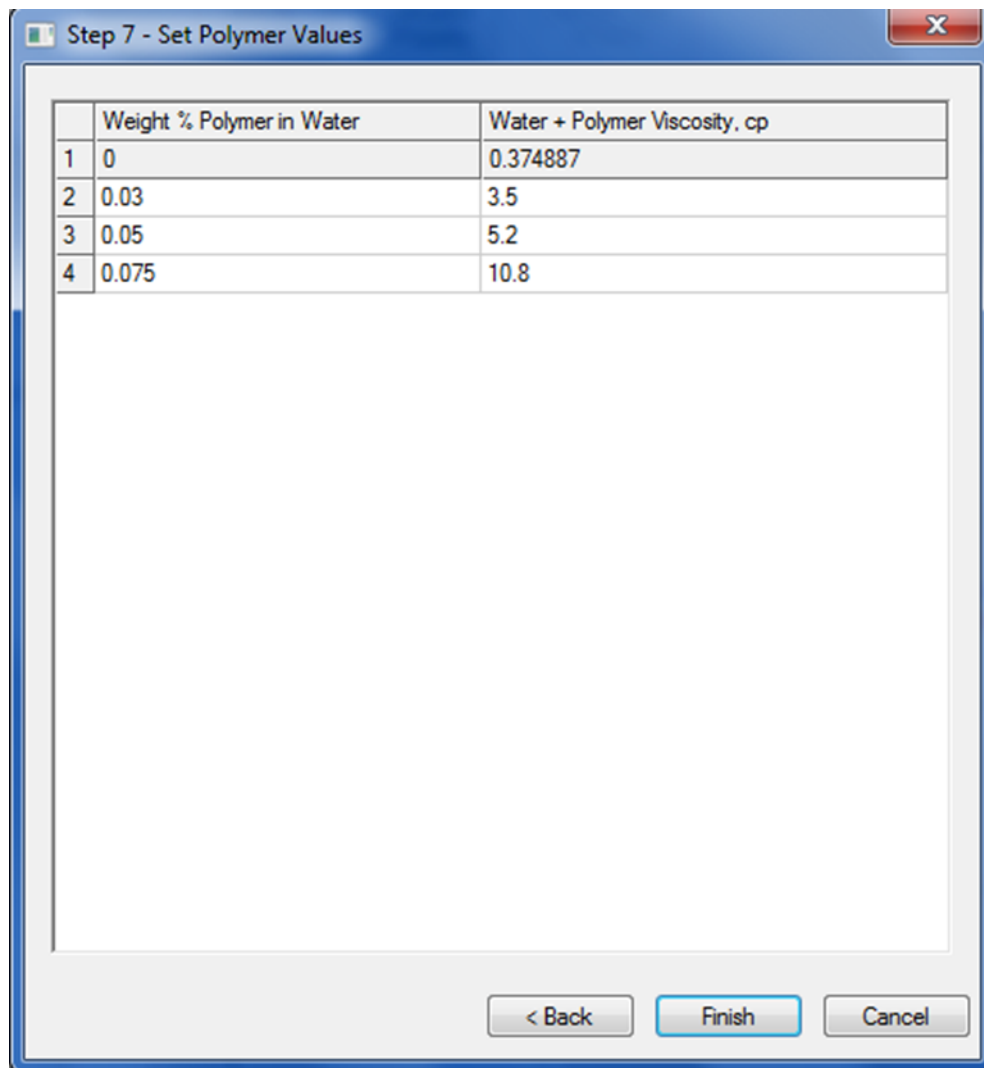 Step 7 - Set Polymer Values
X
Weight % Polymer in Water Water + Polymer Viscosity, cp
1 0 0.374887
2 0.03 3.5
3 0.05 5.2
4 0.075 10.8
< Back Finish Cancel